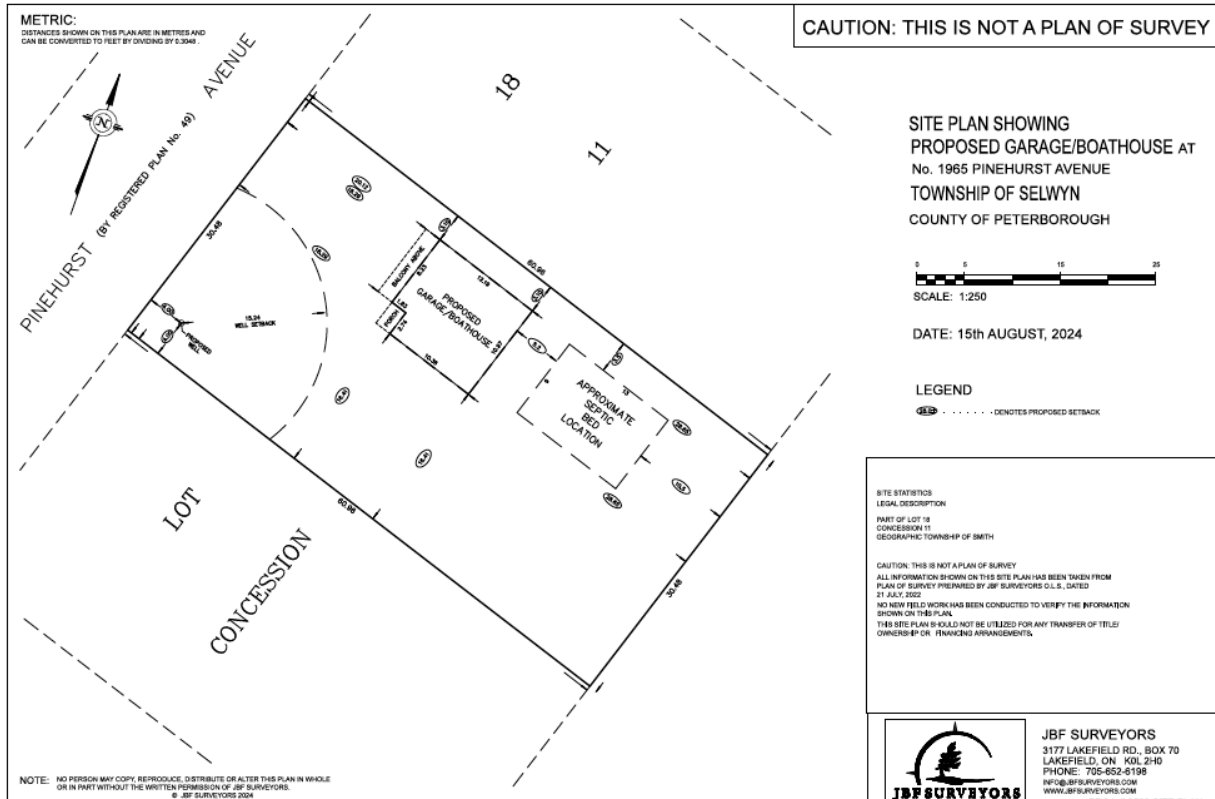 METRIC:
DISTANCES SHOWN ON THIS PLAN ARE IN METRES AND
CAN BE CONVERTED TO FEET BY DIVIDING BY 0.3048 .
CAUTION: THIS IS NOT A PLAN OF SURVEY
SITE PLAN SHOWING
PROPOSED GARAGE/BOATHOUSE AT
No. 1965 PINEHURST AVENUE
TOWNSHIP OF SELWYN
COUNTY OF PETERBOROUGH
0 5 15 25
SCALE: 1:250
DATE: 15th AUGUST, 2024
LEGEND
DENOTES PROPOSED SETBACK
SITE STATISTICS
LEGAL DESCRIPTION
PART OF LOT 18
CONCESSION 11
GEOGRAPHIC TOWNSHIP OF SMITH
CAUTION: THIS IS NOT A PLAN OF SURVEY
ALL INFORMATION SHOWN ON THIS SITE PLAN HAS BEEN TAKEN FROM
PLAN OF SURVEY PREPARED BY JBF SURVEYORS O.L.S., DATED
21 JULY, 2022
NO NEW FIELD WORK HAS BEEN CONDUCTED TO VERIFY THE INFORMATION
SHOWN ON THIS PLAN.
THIS SITE PLAN SHOULD NOT BE UTILIZED FOR ANY TRANSFER OF TITLE/
OWNERSHIP OR FINANCING ARRANGEMENTS.
JBF SURVEYORS
JBF SURVEYORS
3177 LAKEFIELD RD., BOX 70
LAKEFIELD, ON K0L 2H0
PHONE: 705-652-6198
INFO@JBFSURVEYORS.COM
WWW.JBFSURVEYORS.COM
N
PINEHURST AVENUE
(BY REGISTERED PLAN No. 49)
18
11
LOT
CONCESSION
30.48
60.96
60.96
30.48
15.24
WELL SETBACK
PROPOSED
WELL
BALCONY ABOVE
PORCH
PROPOSED
GARAGE/BOATHOUSE
12.19
10.97
10.36
1.83
2.74
APPROXIMATE
SEPTIC
BED
LOCATION
13
NOTE: NO PERSON MAY COPY, REPRODUCE, DISTRIBUTE OR ALTER THIS PLAN IN WHOLE
OR IN PART WITHOUT THE WRITTEN PERMISSION OF JBF SURVEYORS.
© JBF SURVEYORS 2024